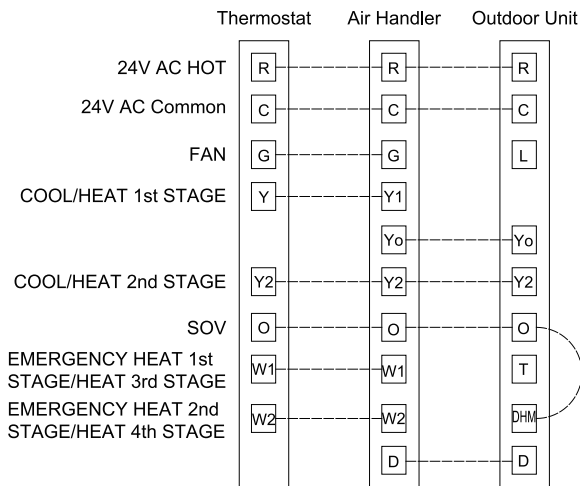 Thermostat Air Handler Outdoor Unit
24V AC HOT R R R
24V AC Common C C C
FAN G G L
COOL/HEAT 1st STAGE Y Y1
Yo Yo
COOL/HEAT 2nd STAGE Y2 Y2 Y2
SOV O O O
EMERGENCY HEAT 1st
STAGE/HEAT 3rd STAGE W1 W1 T
EMERGENCY HEAT 2nd
STAGE/HEAT 4th STAGE W2 W2 DHM
D D